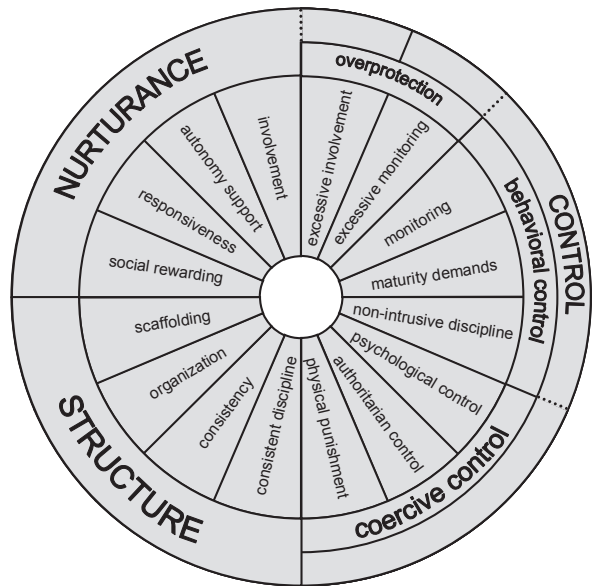 NURTURANCE
overprotection
involvement
autonomy support
responsiveness
social rewarding
excessive involvement
excessive monitoring
monitoring
maturity demands
behavioral control
CONTROL
non-intrusive discipline
psychological control
authoritarian control
physical punishment
coercive control
scaffolding
organization
consistency
consistent discipline
STRUCTURE